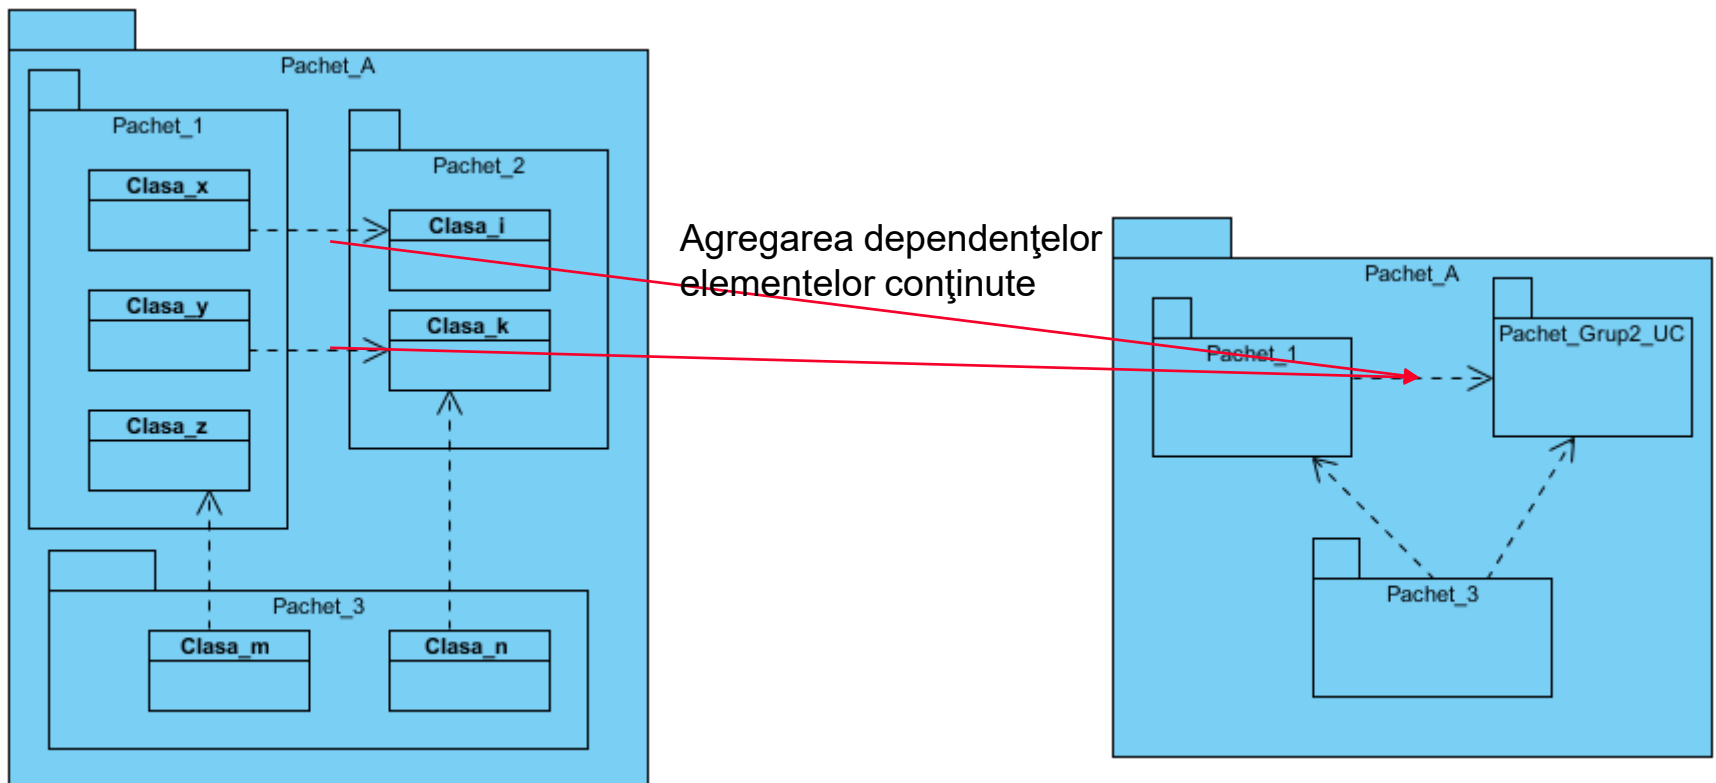 Pachet_A
Pachet_1
Pachet_2
Clasa_x
Clasa_i
Clasa_y
Clasa_k
Clasa_z
Pachet_3
Clasa_m
Clasa_n
Agregarea dependenţelor
elementelor conţinute
Pachet_A
Pachet_1
Pachet_Grup2_UC
Pachet_3